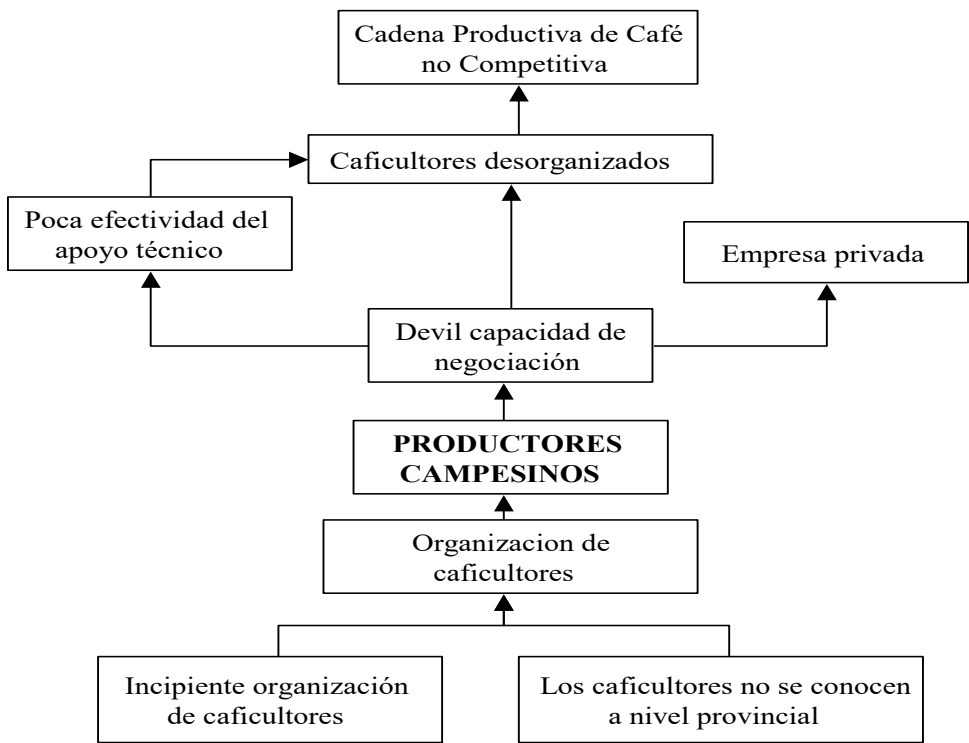 Cadena Productiva de Café
no Competitiva
Caficultores desorganizados
Poca efectividad del
apoyo técnico
Empresa privada
Devil capacidad de
negociación
PRODUCTORES
CAMPESINOS
Organizacion de
caficultores
Incipiente organización
de caficultores
Los caficultores no se conocen
a nivel provincial